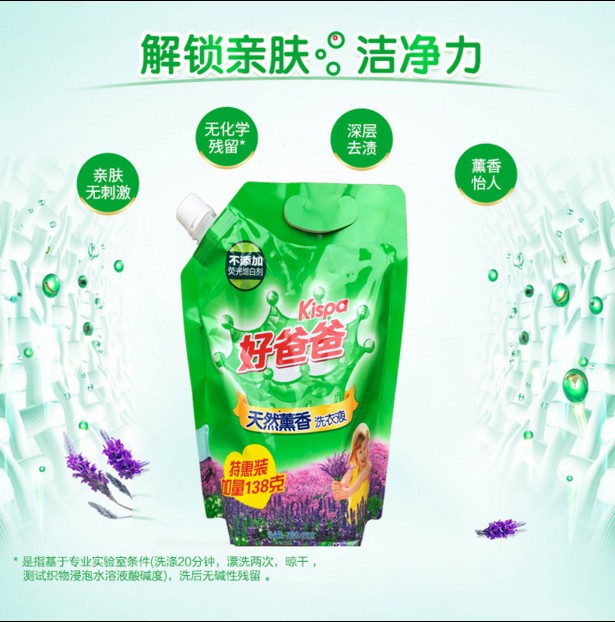 解锁亲肤 洁净力
无化学
残留*
深层
去渍
亲肤
无刺激
薰香
怡人
不添加
荧光增白剂
Kispa
好爸爸
天然薰香 洗衣液
特惠装
加量138克
* 是指基于专业实验室条件(洗涤20分钟，漂洗两次，晾干，
测试织物浸泡水溶液酸碱度)，洗后无碱性残留。